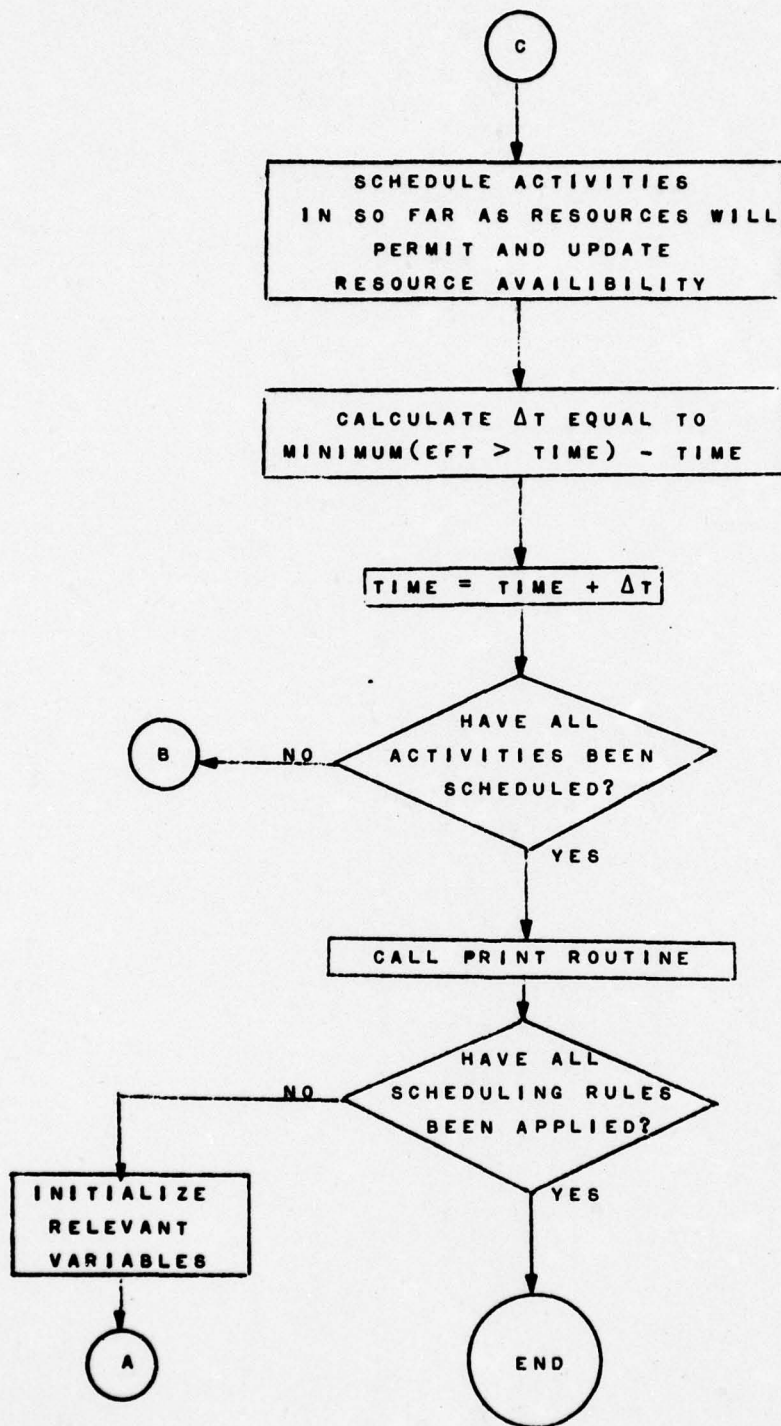 C
SCHEDULE ACTIVITIES
IN SO FAR AS RESOURCES WILL
PERMIT AND UPDATE
RESOURCE AVAILIBILITY
CALCULATE ΔT EQUAL TO
MINIMUM(EFT > TIME) - TIME
TIME = TIME + ΔT
HAVE ALL
B
NO
ACTIVITIES BEEN
SCHEDULED?
YES
CALL PRINT ROUTINE
HAVE ALL
NO
SCHEDULING RULES
BEEN APPLIED?
YES
INITIALIZE
RELEVANT
VARIABLES
A
END